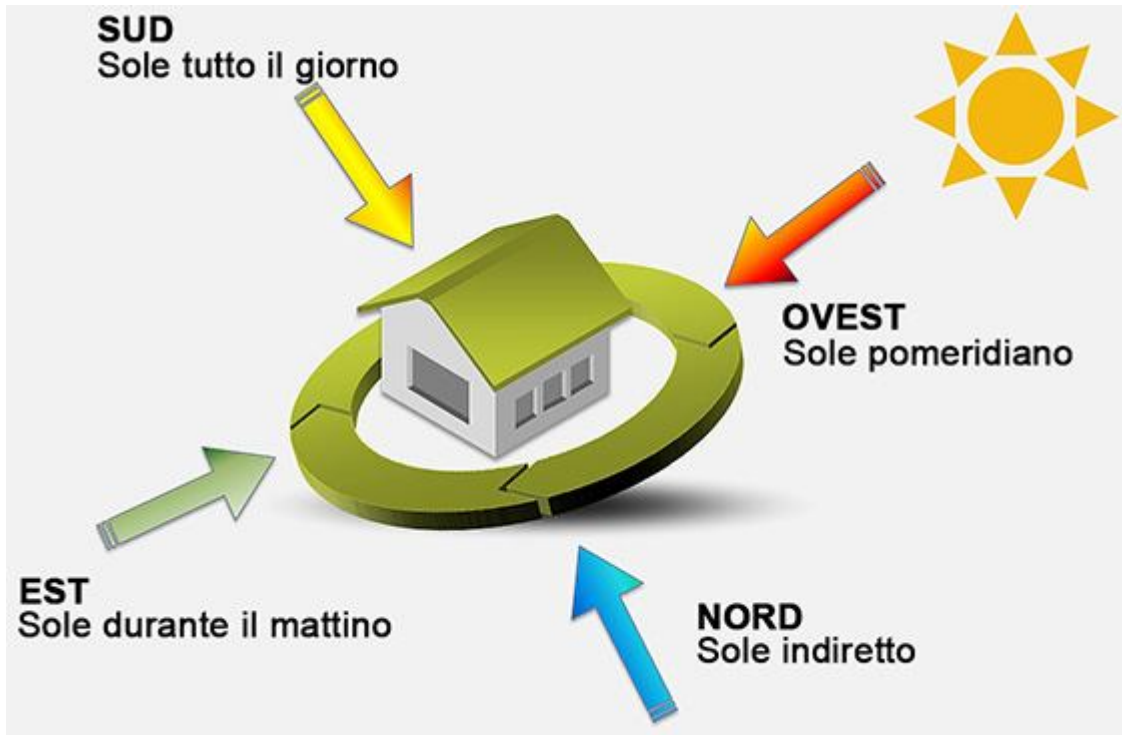 SUD
Sole tutto il giorno
OVEST
Sole pomeridiano
EST
Sole durante il mattino
NORD
Sole indiretto